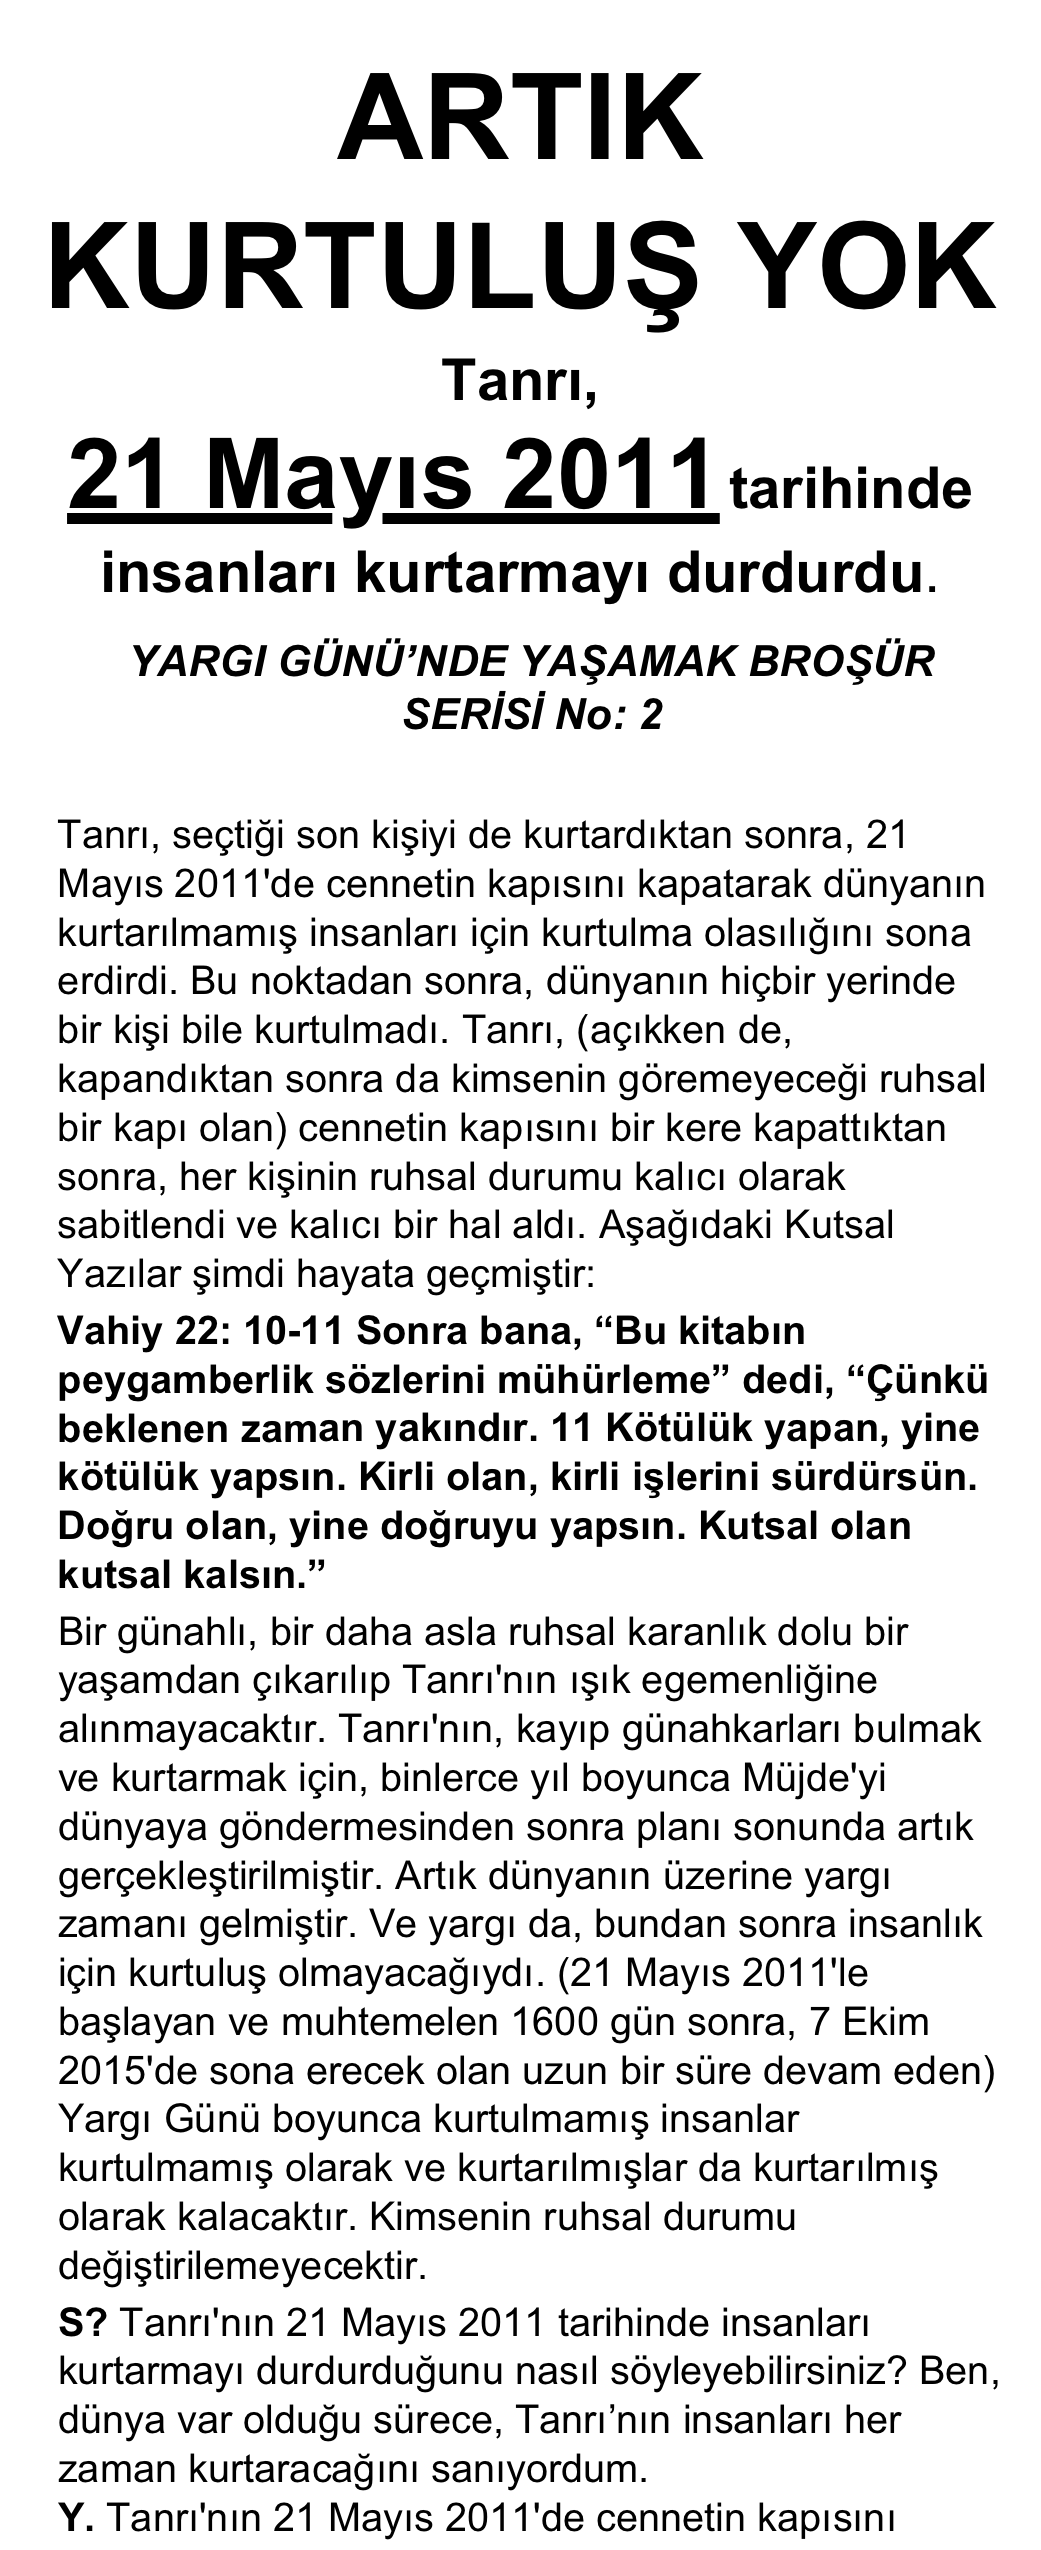 ARTIK
KURTULUŞ YOK
Tanrı,
21 Mayıs 2011 tarihinde
insanları kurtarmayı durdurdu.
YARGI GÜNÜ’NDE YAŞAMAK BROŞÜR
SERİSİ No: 2
Tanrı, seçtiği son kişiyi de kurtardıktan sonra, 21
Mayıs 2011'de cennetin kapısını kapatarak dünyanın
kurtarılmamış insanları için kurtulma olasılığını sona
erdirdi. Bu noktadan sonra, dünyanın hiçbir yerinde
bir kişi bile kurtulmadı. Tanrı, (açıkken de,
kapandıktan sonra da kimsenin göremeyeceği ruhsal
bir kapı olan) cennetin kapısını bir kere kapattıktan
sonra, her kişinin ruhsal durumu kalıcı olarak
sabitlendi ve kalıcı bir hal aldı. Aşağıdaki Kutsal
Yazılar şimdi hayata geçmiştir:
Vahiy 22: 10-11 Sonra bana, “Bu kitabın
peygamberlik sözlerini mühürleme” dedi, “Çünkü
beklenen zaman yakındır. 11 Kötülük yapan, yine
kötülük yapsın. Kirli olan, kirli işlerini sürdürsün.
Doğru olan, yine doğruyu yapsın. Kutsal olan
kutsal kalsın.”
Bir günahlı, bir daha asla ruhsal karanlık dolu bir
yaşamdan çıkarılıp Tanrı'nın ışık egemenliğine
alınmayacaktır. Tanrı'nın, kayıp günahkarları bulmak
ve kurtarmak için, binlerce yıl boyunca Müjde'yi
dünyaya göndermesinden sonra planı sonunda artık
gerçekleştirilmiştir. Artık dünyanın üzerine yargı
zamanı gelmiştir. Ve yargı da, bundan sonra insanlık
için kurtuluş olmayacağıydı. (21 Mayıs 2011'le
başlayan ve muhtemelen 1600 gün sonra, 7 Ekim
2015'de sona erecek olan uzun bir süre devam eden)
Yargı Günü boyunca kurtulmamış insanlar
kurtulmamış olarak ve kurtarılmışlar da kurtarılmış
olarak kalacaktır. Kimsenin ruhsal durumu
değiştirilemeyecektir.
S? Tanrı'nın 21 Mayıs 2011 tarihinde insanları
kurtarmayı durdurduğunu nasıl söyleyebilirsiniz? Ben,
dünya var olduğu sürece, Tanrı’nın insanları her
zaman kurtaracağını sanıyordum.
Y. Tanrı'nın 21 Mayıs 2011'de cennetin kapısını